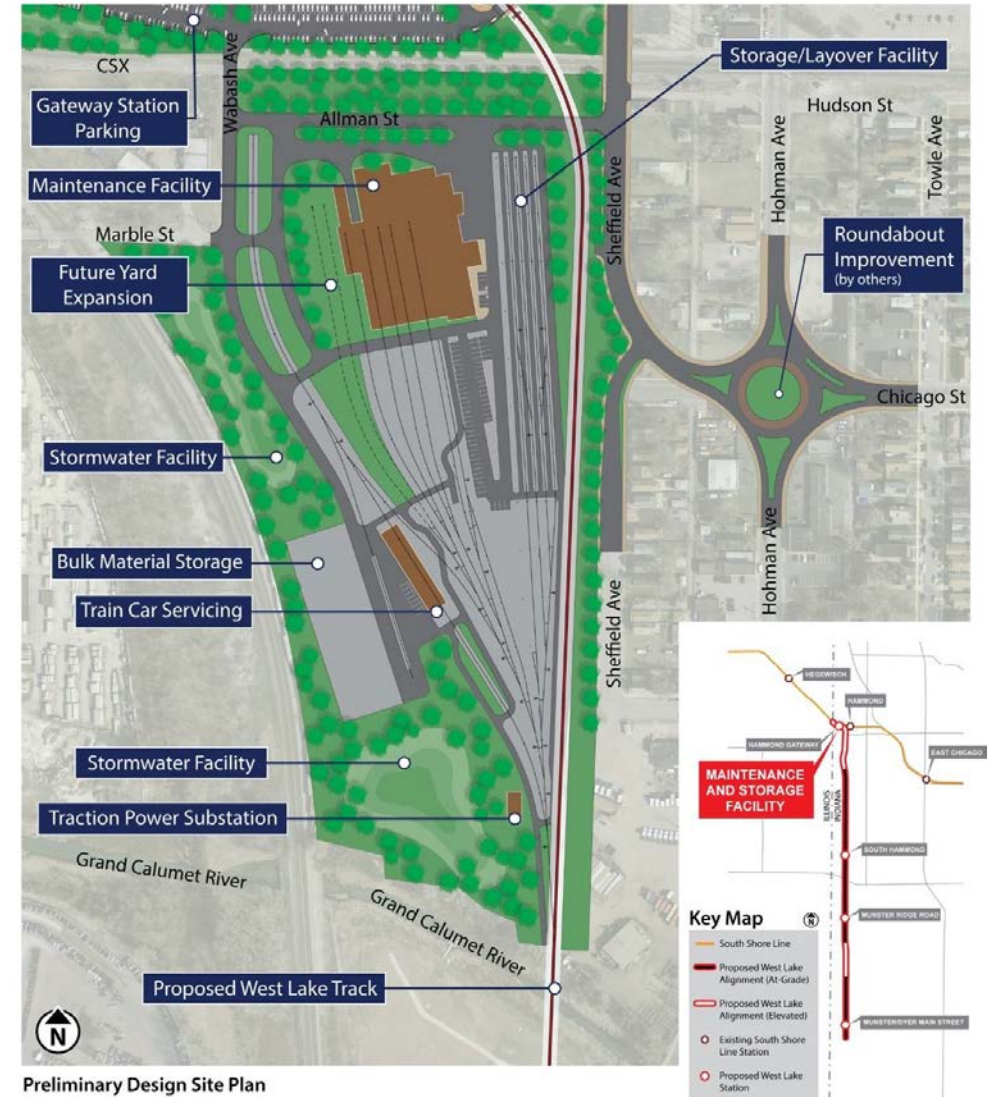 CSX
Gateway Station
Parking
Wabash Ave
Allman St
Storage/Layover Facility
Hudson St
Hohman Ave
Towle Ave
Maintenance Facility
Marble St
Sheffield Ave
Roundabout
Improvement
(by others)
Future Yard
Expansion
Chicago St
Stormwater Facility
Hohman Ave
Bulk Material Storage
Train Car Servicing
Sheffield Ave
Stormwater Facility
Traction Power Substation
Grand Calumet River
Grand Calumet River
Proposed West Lake Track
N
Preliminary Design Site Plan
HEGEWISCH
HAMMOND
HAMMOND GATEWAY
EAST CHICAGO
MAINTENANCE
AND STORAGE
FACILITY
ILLINOIS
INDIANA
SOUTH HAMMOND
MUNSTER RIDGE ROAD
MUNSTER/DYER MAIN STREET
Key Map
N
South Shore Line
Proposed West Lake
Alignment (At-Grade)
Proposed West Lake
Alignment (Elevated)
Existing South Shore
Line Station
Proposed West Lake
Station